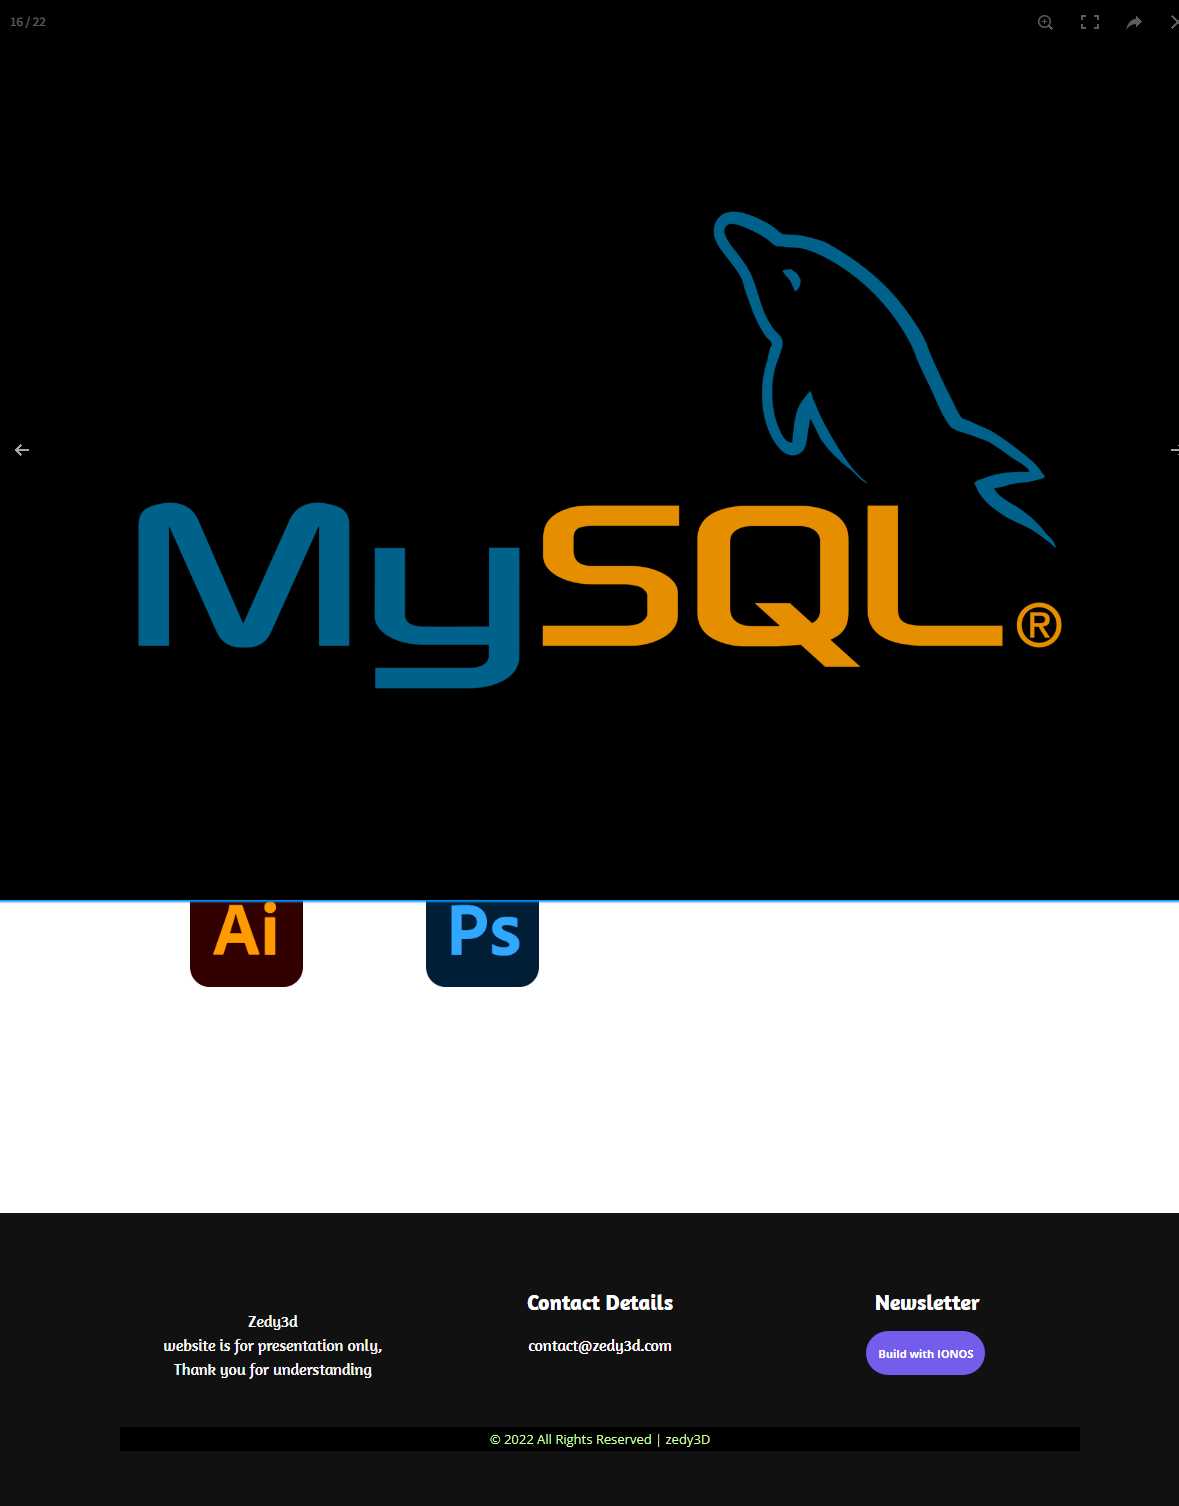 16 / 22
MySQL®
Ai
Ps
Zedy3d
website is for presentation only,
Thank you for understanding
Contact Details
contact@zedy3d.com
Newsletter
Build with IONOS
© 2022 All Rights Reserved | zedy3D